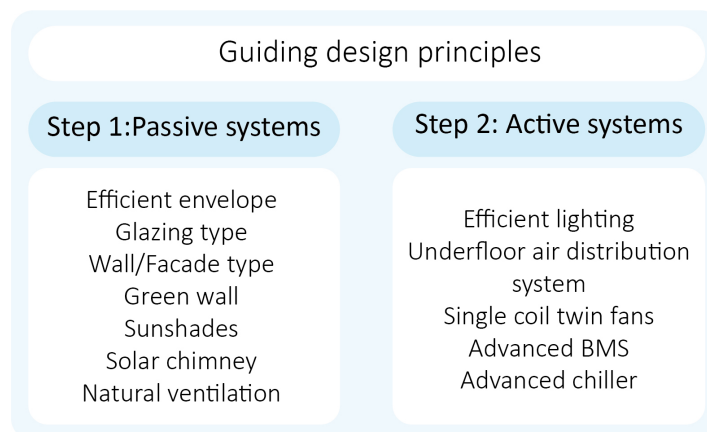 Guiding design principles
Step 1:Passive systems
Efficient envelope
Glazing type
Wall/Facade type
Green wall
Sunshades
Solar chimney
Natural ventilation
Step 2: Active systems
Efficient lighting
Underfloor air distribution
system
Single coil twin fans
Advanced BMS
Advanced chiller